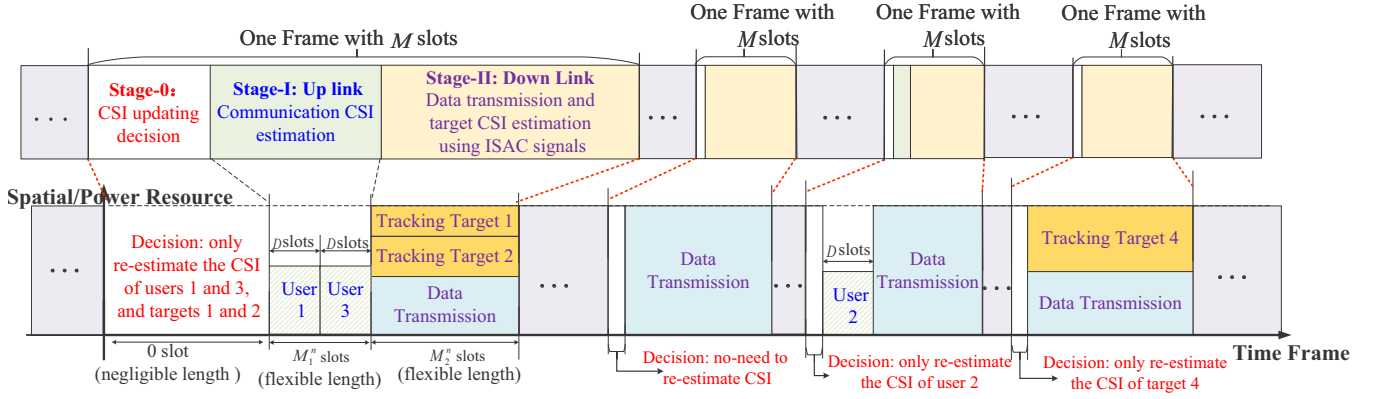 One Frame with M slots
One Frame with
M slots
One Frame with
M slots
One Frame with
M slots
...
Stage-0:
CSI updating
decision
Stage-I: Up link
Communication CSI
estimation
Stage-II: Down Link
Data transmission and
target CSI estimation
using ISAC signals
...
...
...
...
Spatial/Power Resource
...
Decision: only
re-estimate the CSI
of users 1 and 3,
and targets 1 and 2
D slots
D slots
User
1
User
3
Tracking Target 1
Tracking Target 2
Data
Transmission
...
Data
Transmission
...
D slots
User
2
Data
Transmission
...
Tracking Target 4
Data Transmission
...
0 slot
(negligible length )
M₁ⁿ slots
(flexible length)
M₂ⁿ slots
(flexible length)
Decision: no-need to
re-estimate CSI
Decision: only re-estimate
the CSI of user 2
Decision: only re-estimate
the CSI of target 4
Time Frame